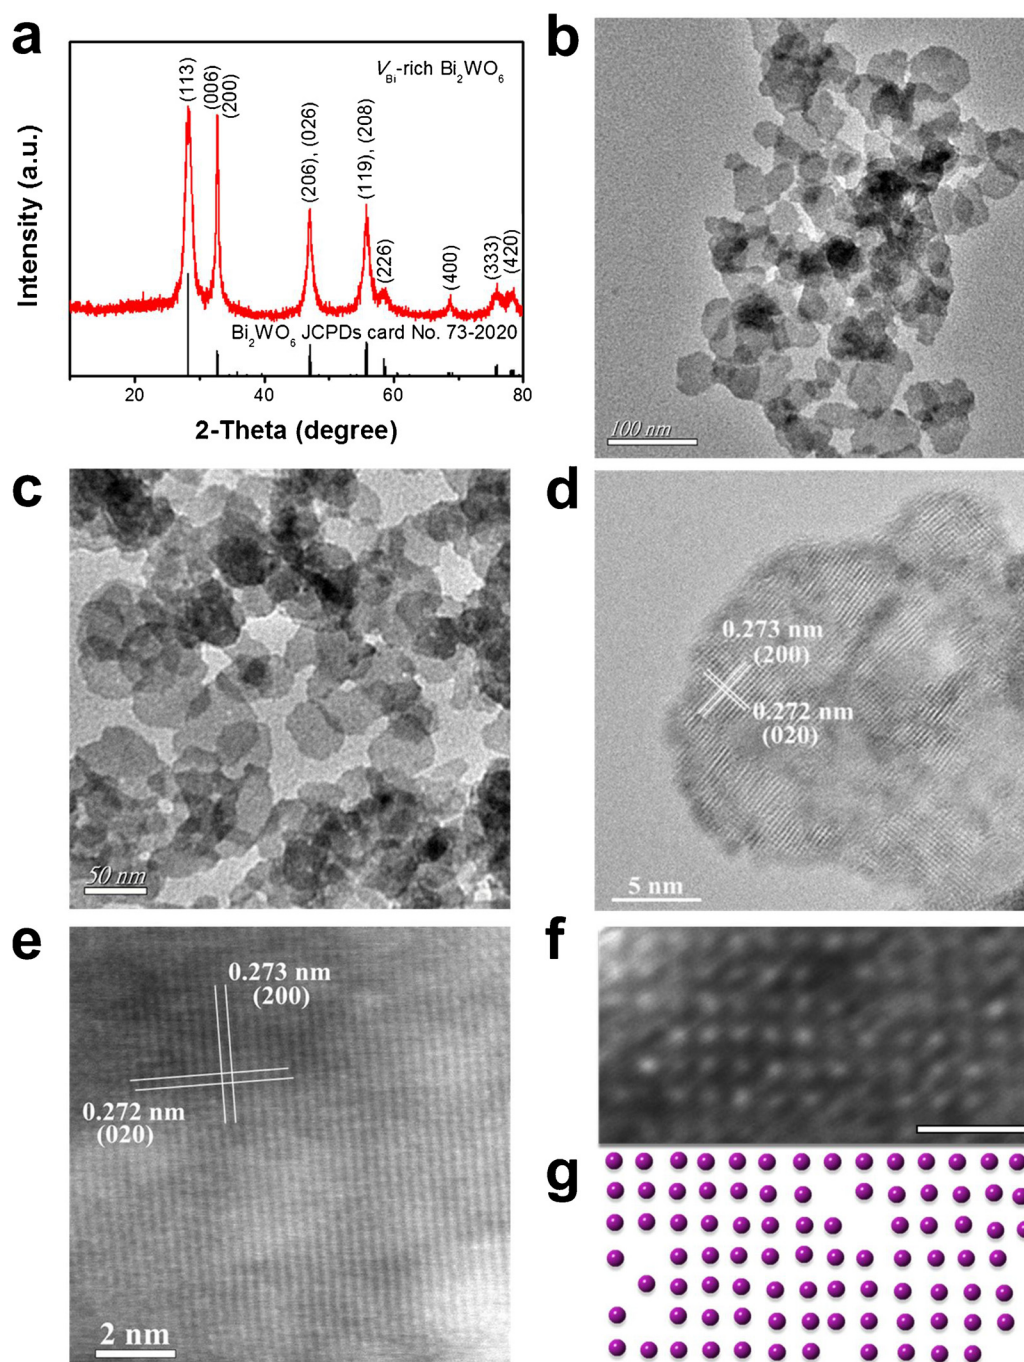 a
V_Bi-rich Bi₂WO₆
(113)
(006)
(200)
(206), (026)
(119), (208)
(226)
(400)
(333)
(420)
Intensity (a.u.)
Bi₂WO₆ JCPDs card No. 73-2020
20 40 60 80
2-Theta (degree)
b
100 nm
c
50 nm
d
0.273 nm
(200)
0.272 nm
(020)
5 nm
e
0.273 nm
(200)
0.272 nm
(020)
2 nm
f
g